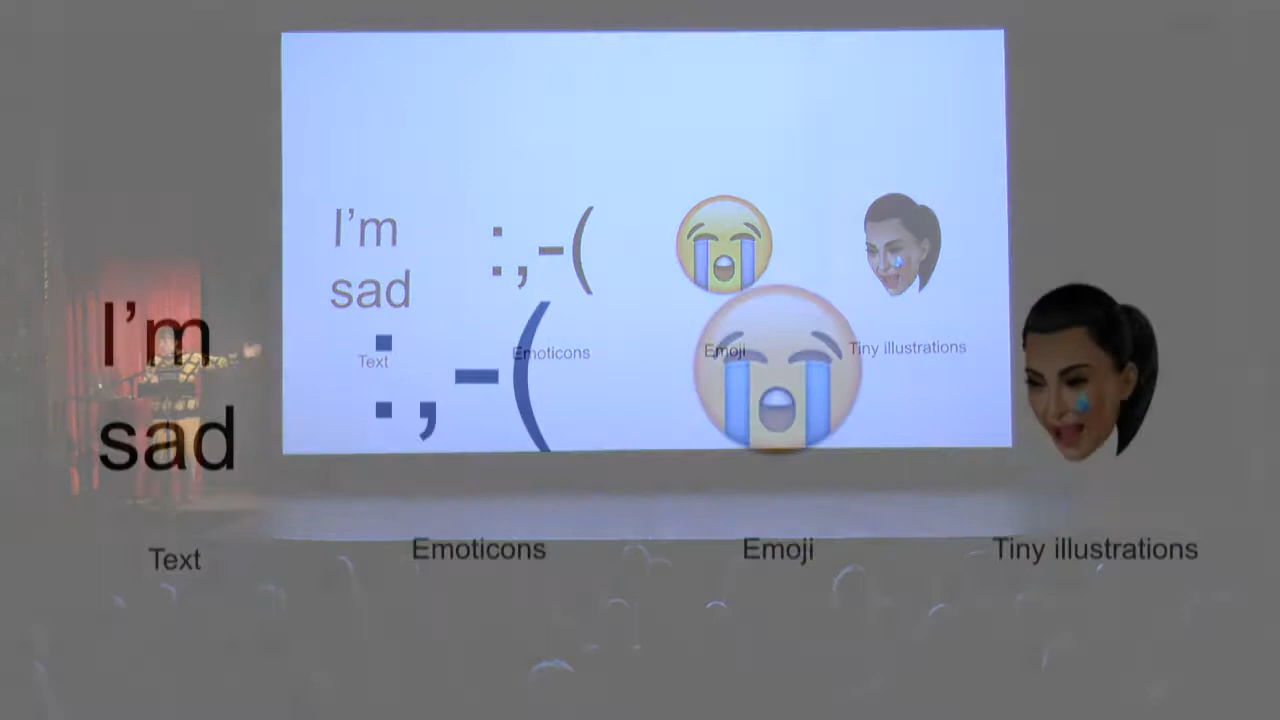 I'm
sad
:,-(
Text
Emoticons
Emoji
Tiny illustrations
I'm
sad
:,-(
Text
Emoticons
Emoji
Tiny illustrations